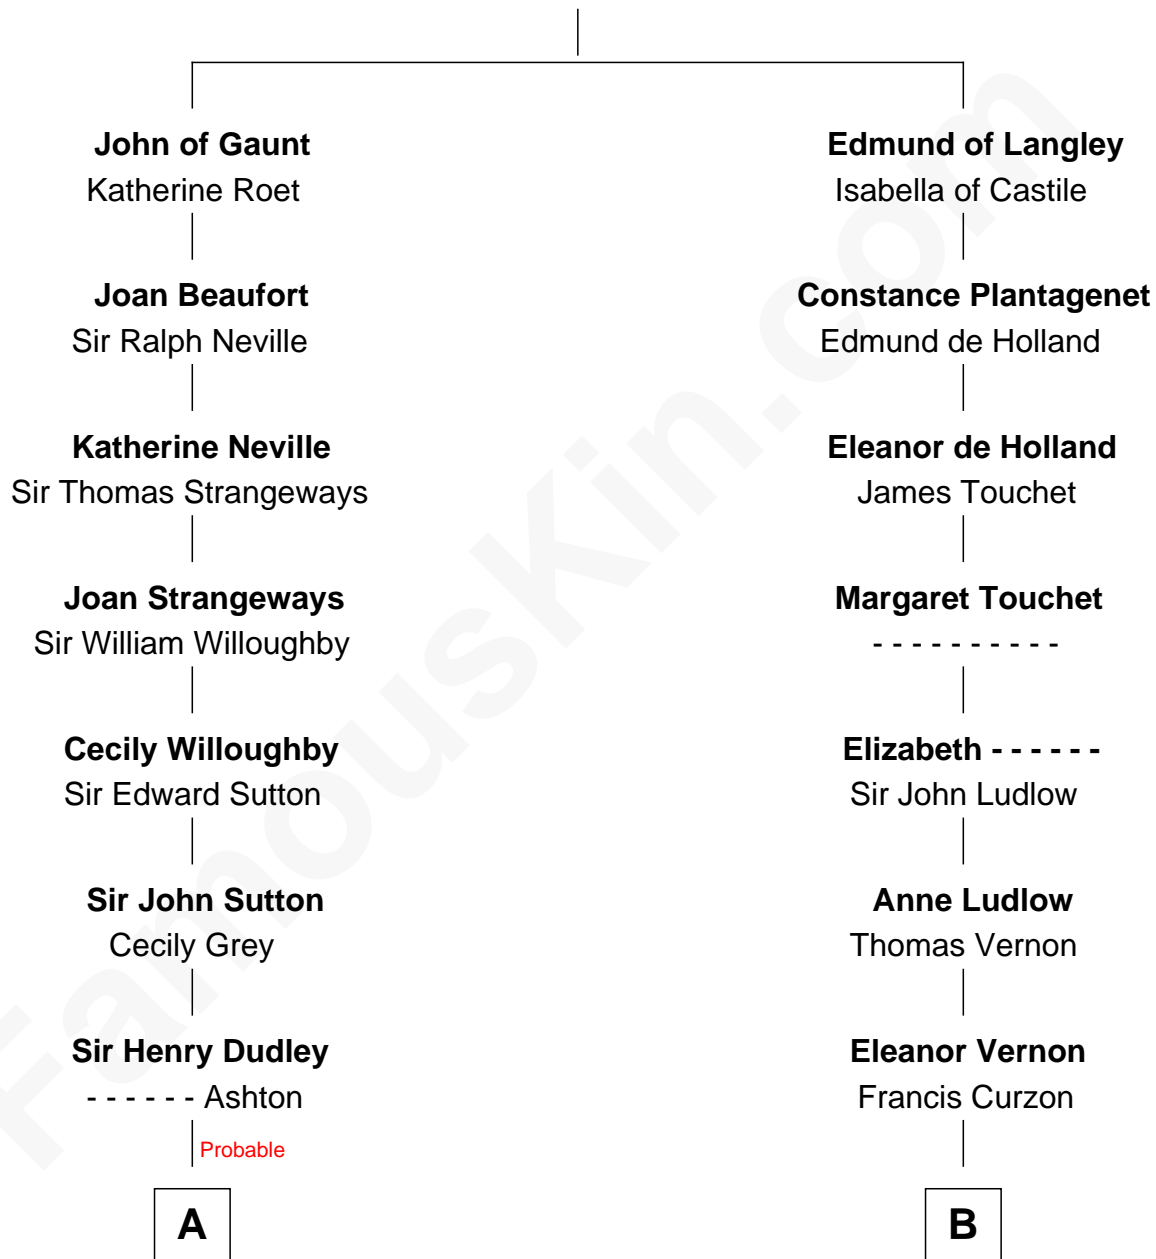 John of Gaunt
Katherine Roet
Edmund of Langley
Isabella of Castile
Joan Beaufort
Sir Ralph Neville
Constance Plantagenet
Edmund de Holland
Katherine Neville
Sir Thomas Strangeways
Eleanor de Holland
James Touchet
Joan Strangeways
Sir William Willoughby
Margaret Touchet
- - - - - - - - - -
Cecily Willoughby
Sir Edward Sutton
Elizabeth - - - - - -
Sir John Ludlow
Sir John Sutton
Cecily Grey
Anne Ludlow
Thomas Vernon
Sir Henry Dudley
- - - - - - Ashton
Eleanor Vernon
Francis Curzon
Probable
A
B
FamousKin.com